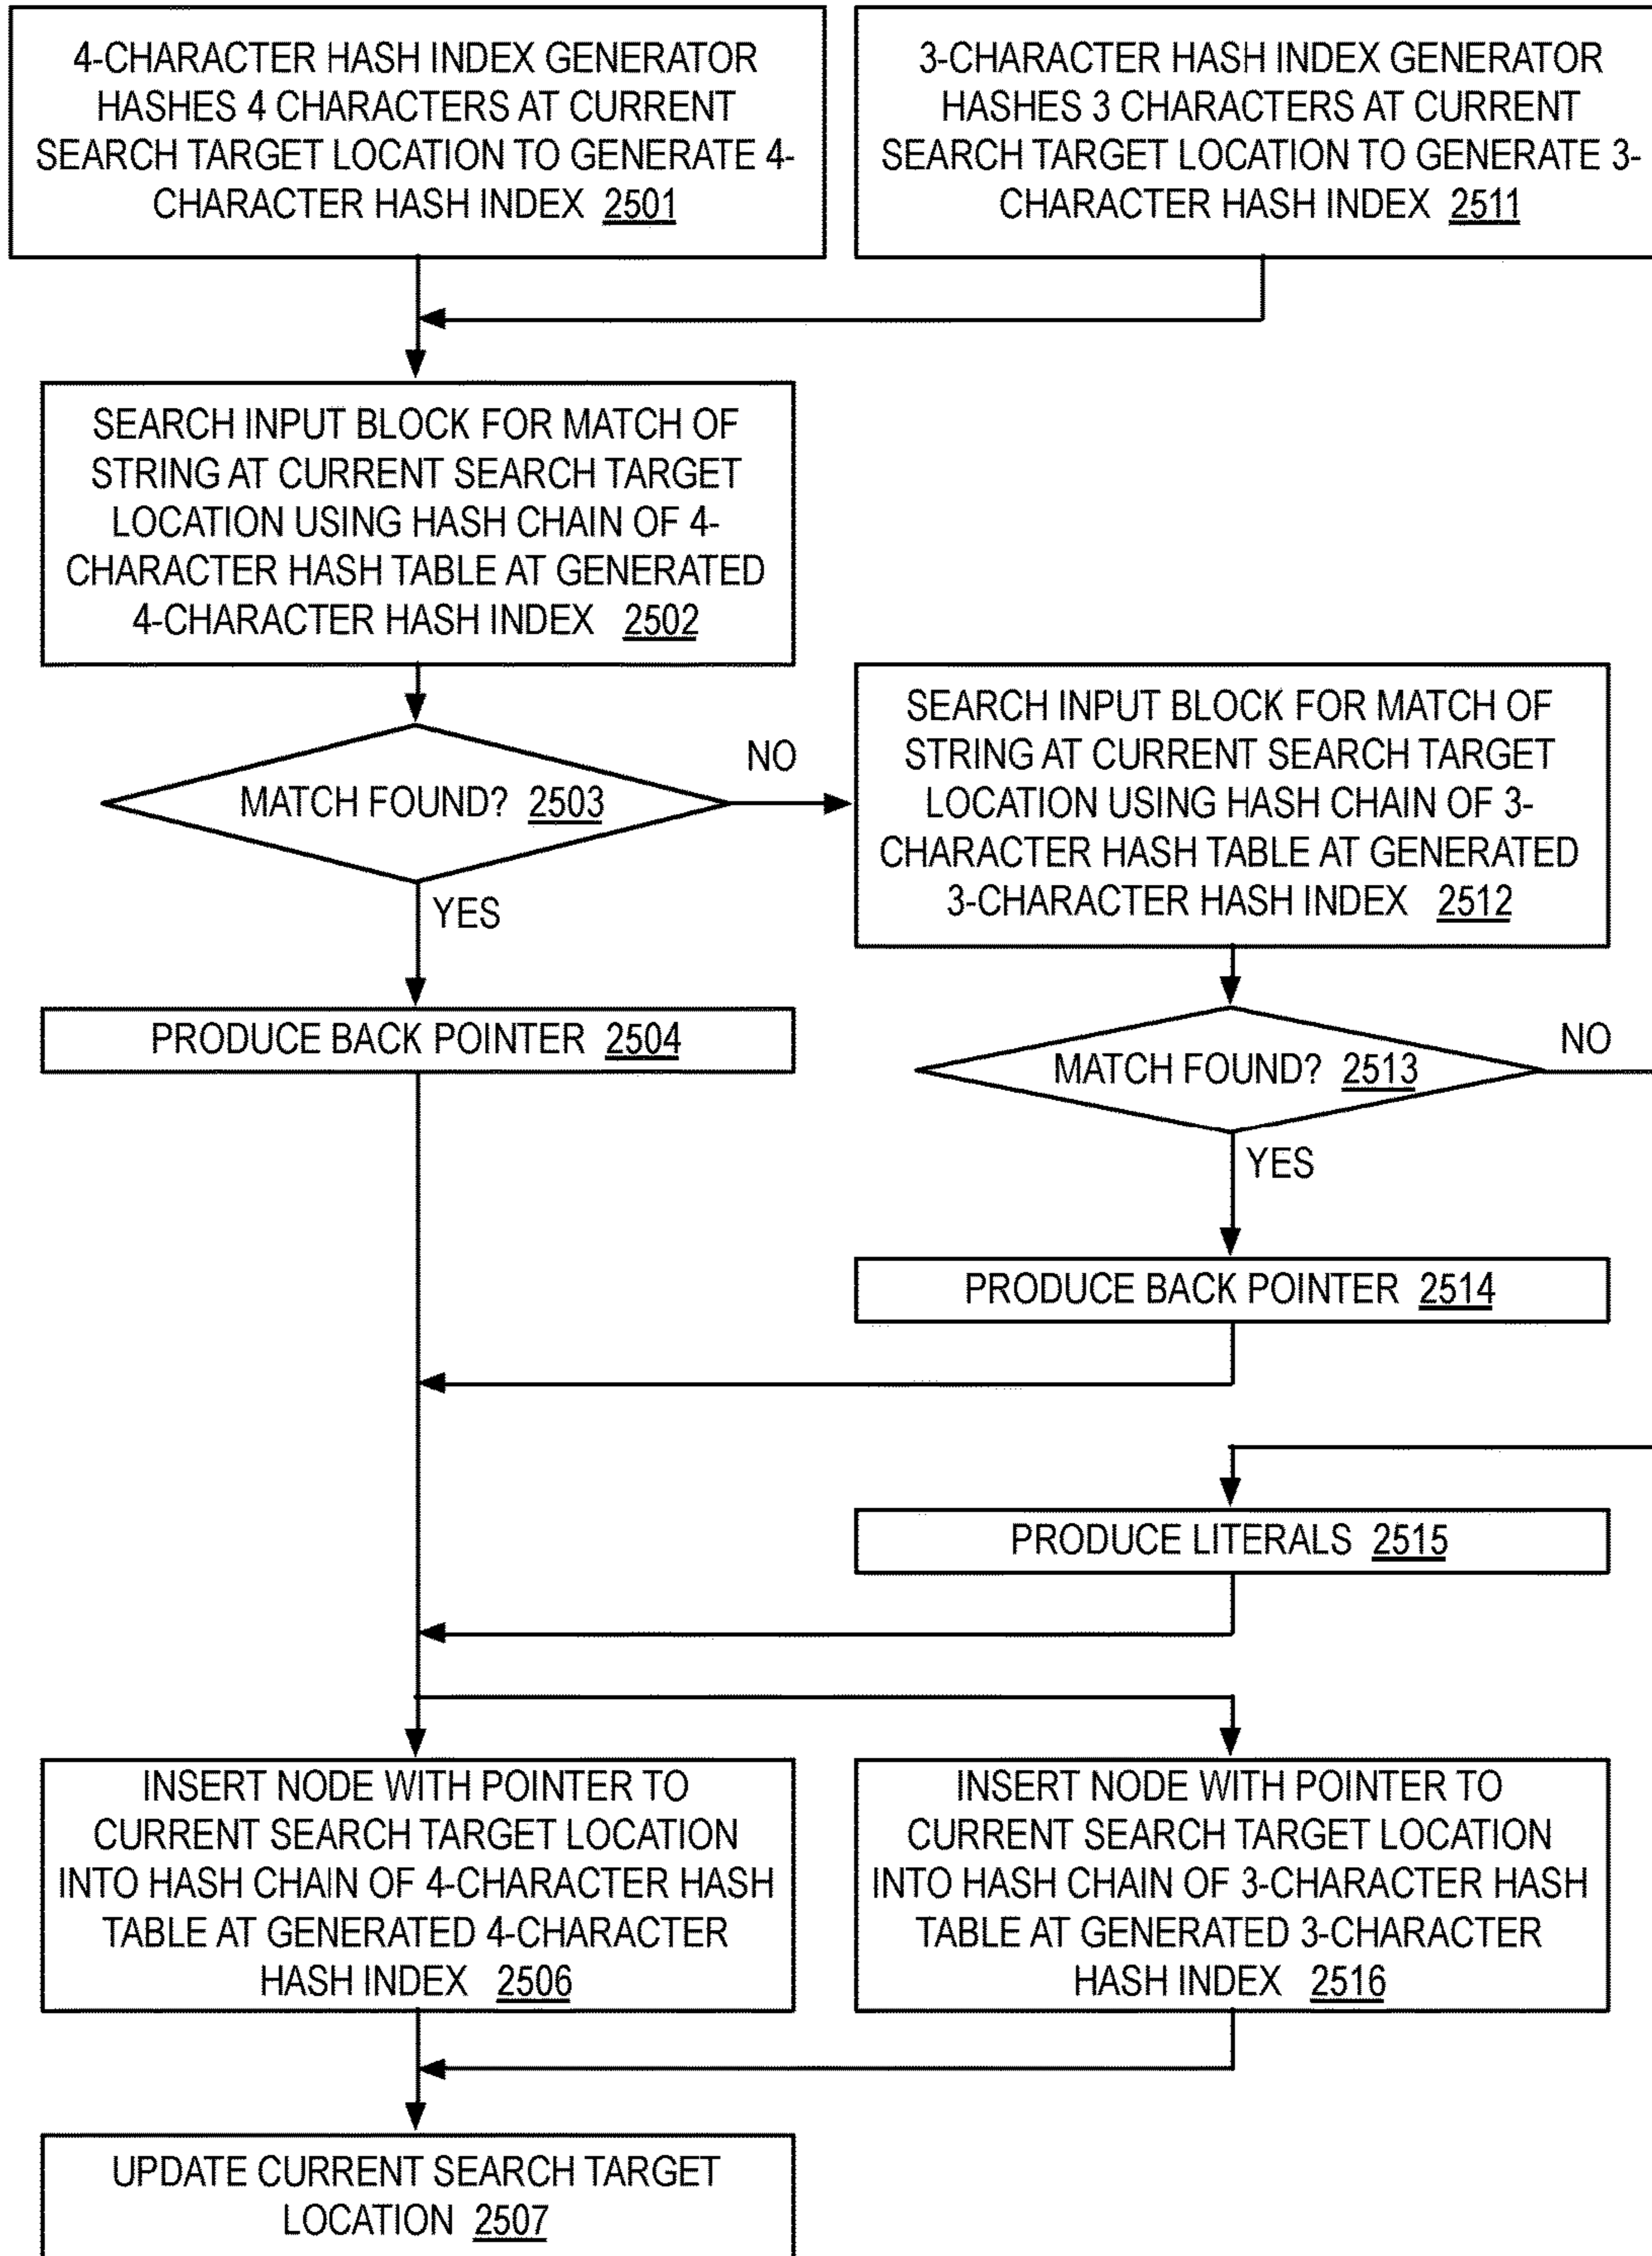 4-CHARACTER HASH INDEX GENERATOR
HASHES 4 CHARACTERS AT CURRENT
SEARCH TARGET LOCATION TO GENERATE 4-
CHARACTER HASH INDEX 2501
3-CHARACTER HASH INDEX GENERATOR
HASHES 3 CHARACTERS AT CURRENT
SEARCH TARGET LOCATION TO GENERATE 3-
CHARACTER HASH INDEX 2511
SEARCH INPUT BLOCK FOR MATCH OF
STRING AT CURRENT SEARCH TARGET
LOCATION USING HASH CHAIN OF 4-
CHARACTER HASH TABLE AT GENERATED
4-CHARACTER HASH INDEX 2502
MATCH FOUND? 2503
NO
YES
SEARCH INPUT BLOCK FOR MATCH OF
STRING AT CURRENT SEARCH TARGET
LOCATION USING HASH CHAIN OF 3-
CHARACTER HASH TABLE AT GENERATED
3-CHARACTER HASH INDEX 2512
PRODUCE BACK POINTER 2504
MATCH FOUND? 2513
NO
YES
PRODUCE BACK POINTER 2514
PRODUCE LITERALS 2515
INSERT NODE WITH POINTER TO
CURRENT SEARCH TARGET LOCATION
INTO HASH CHAIN OF 4-CHARACTER HASH
TABLE AT GENERATED 4-CHARACTER
HASH INDEX 2506
INSERT NODE WITH POINTER TO
CURRENT SEARCH TARGET LOCATION
INTO HASH CHAIN OF 3-CHARACTER HASH
TABLE AT GENERATED 3-CHARACTER
HASH INDEX 2516
UPDATE CURRENT SEARCH TARGET
LOCATION 2507